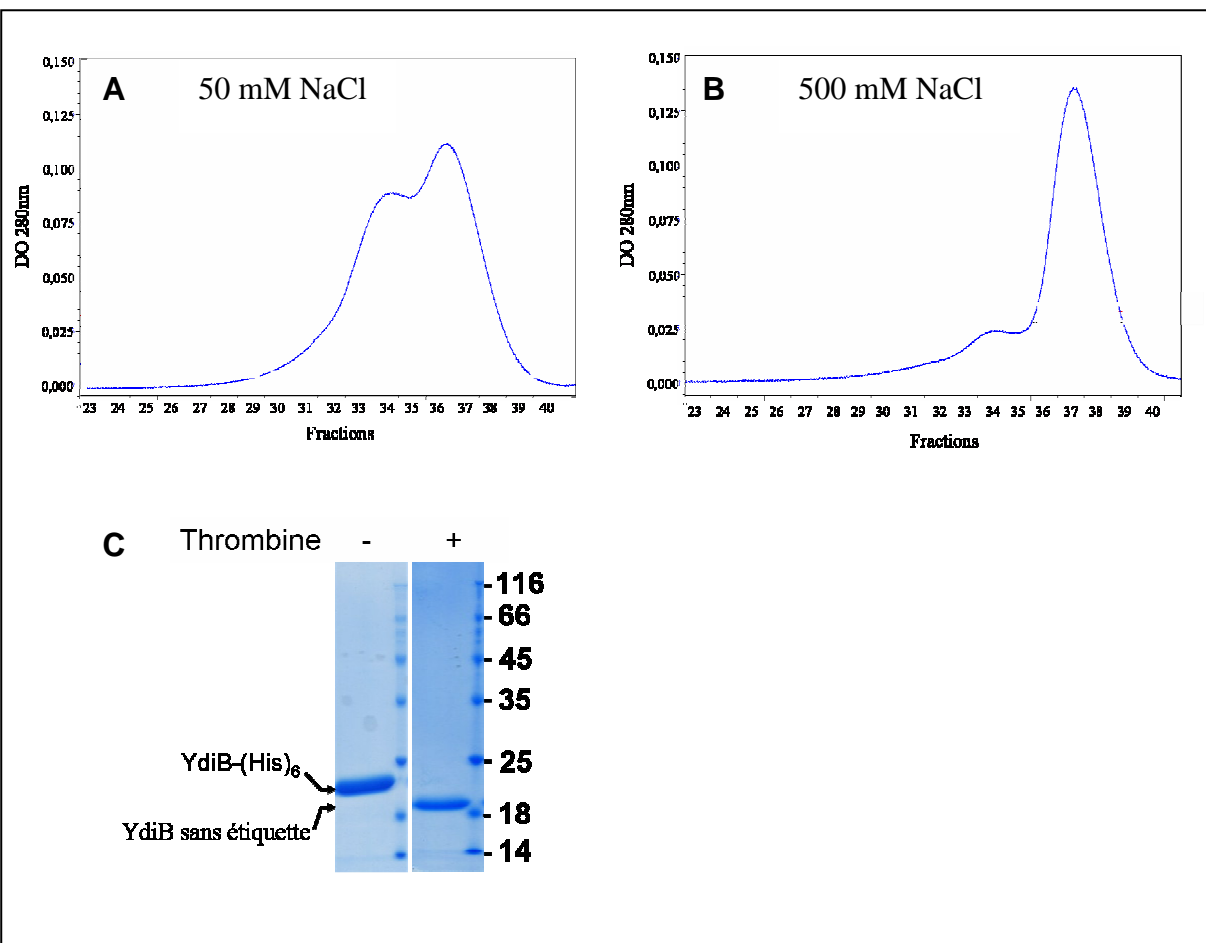 A 50 mM NaCl
0,150
0,125
0,100
0,075
0,050
0,025
0,000
DO 280nm
23 24 25 26 27 28 29 30 31 32 33 34 35 36 37 38 39 40
Fractions
B 500 mM NaCl
0,150
0,125
0,100
0,075
0,050
0,025
0,000
DO 280nm
23 24 25 26 27 28 29 30 31 32 33 34 35 36 37 38 39 40
Fractions
C Thrombine - +
116
66
45
35
25
18
14
YdiB-(His)6
YdiB sans étiquette